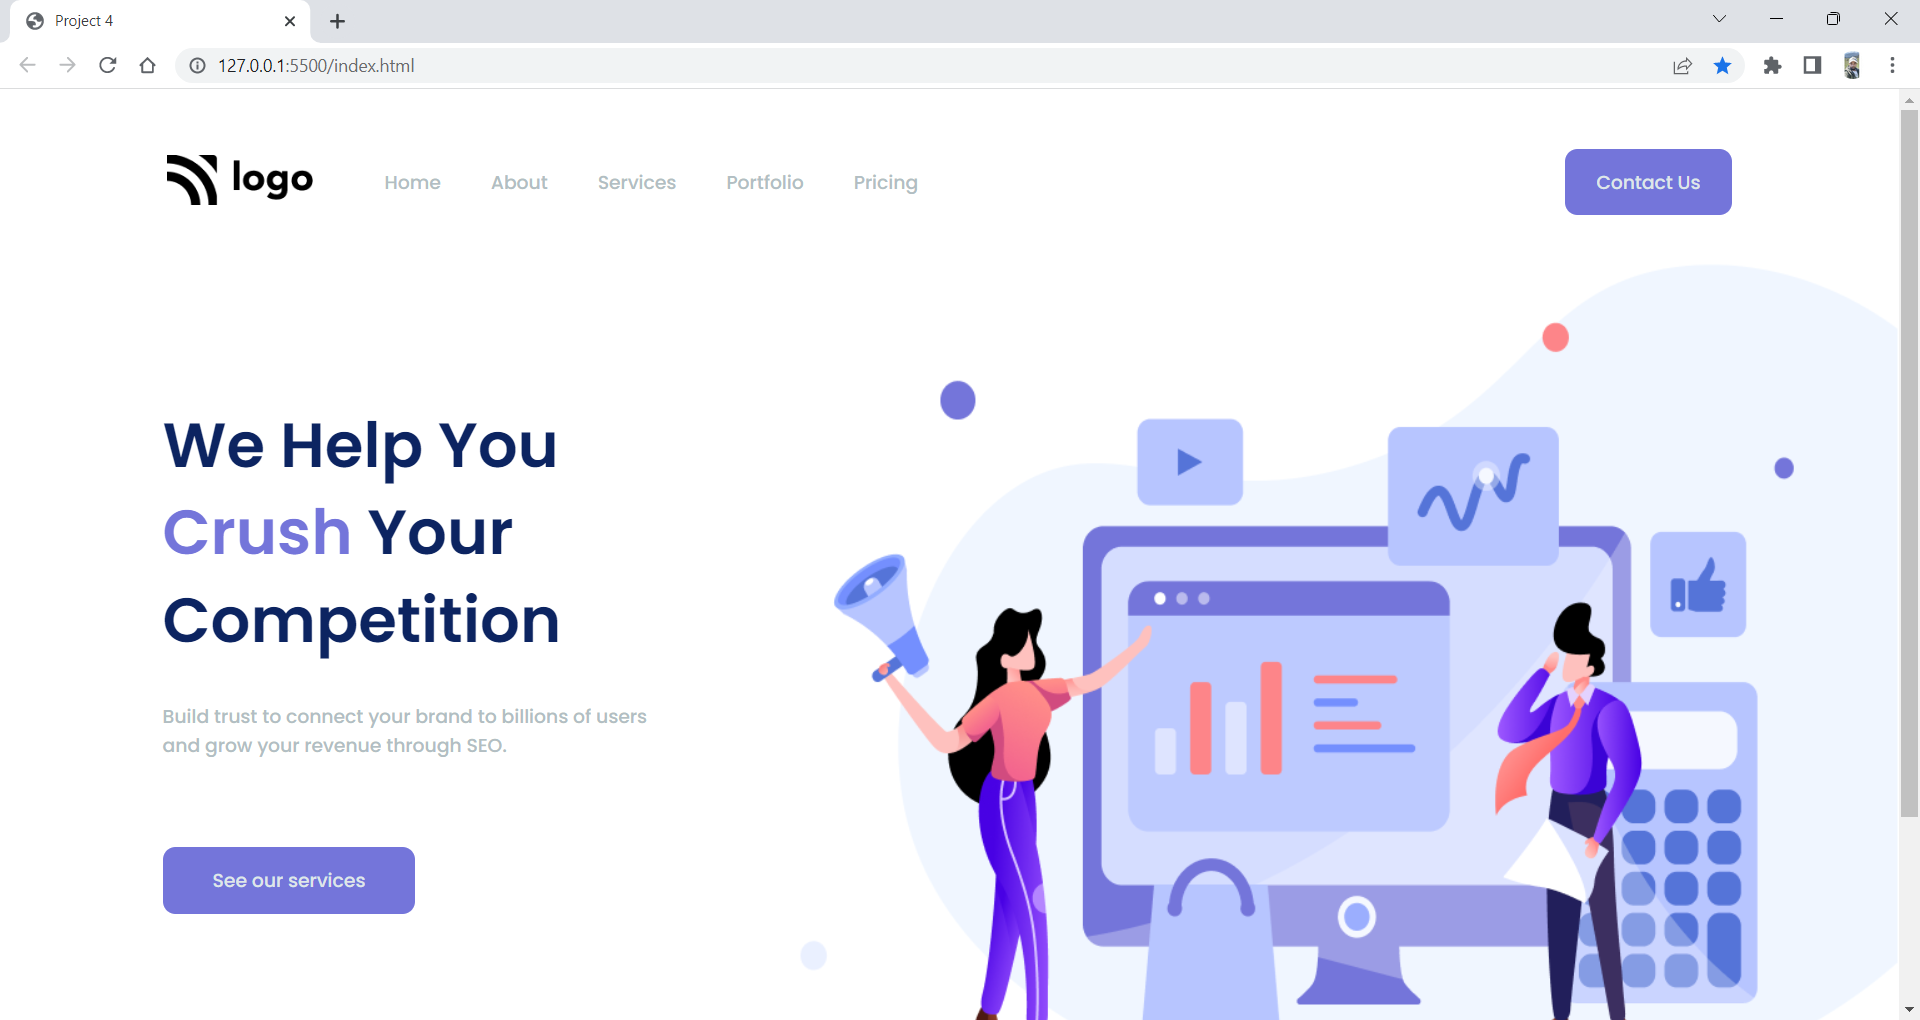 Project 4
127.0.0.1:5500/index.html
logo
Home
About
Services
Portfolio
Pricing
Contact Us
We Help You
Crush Your
Competition
Build trust to connect your brand to billions of users
and grow your revenue through SEO.
See our services